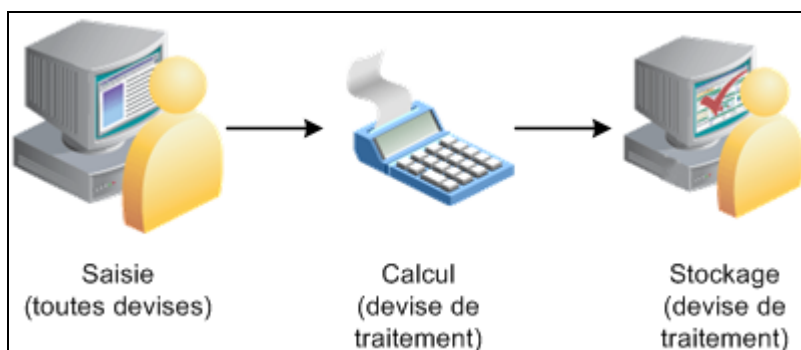 Saisie
(toutes devises)
Calcul
(devise de
traitement)
Stockage
(devise de
traitement)